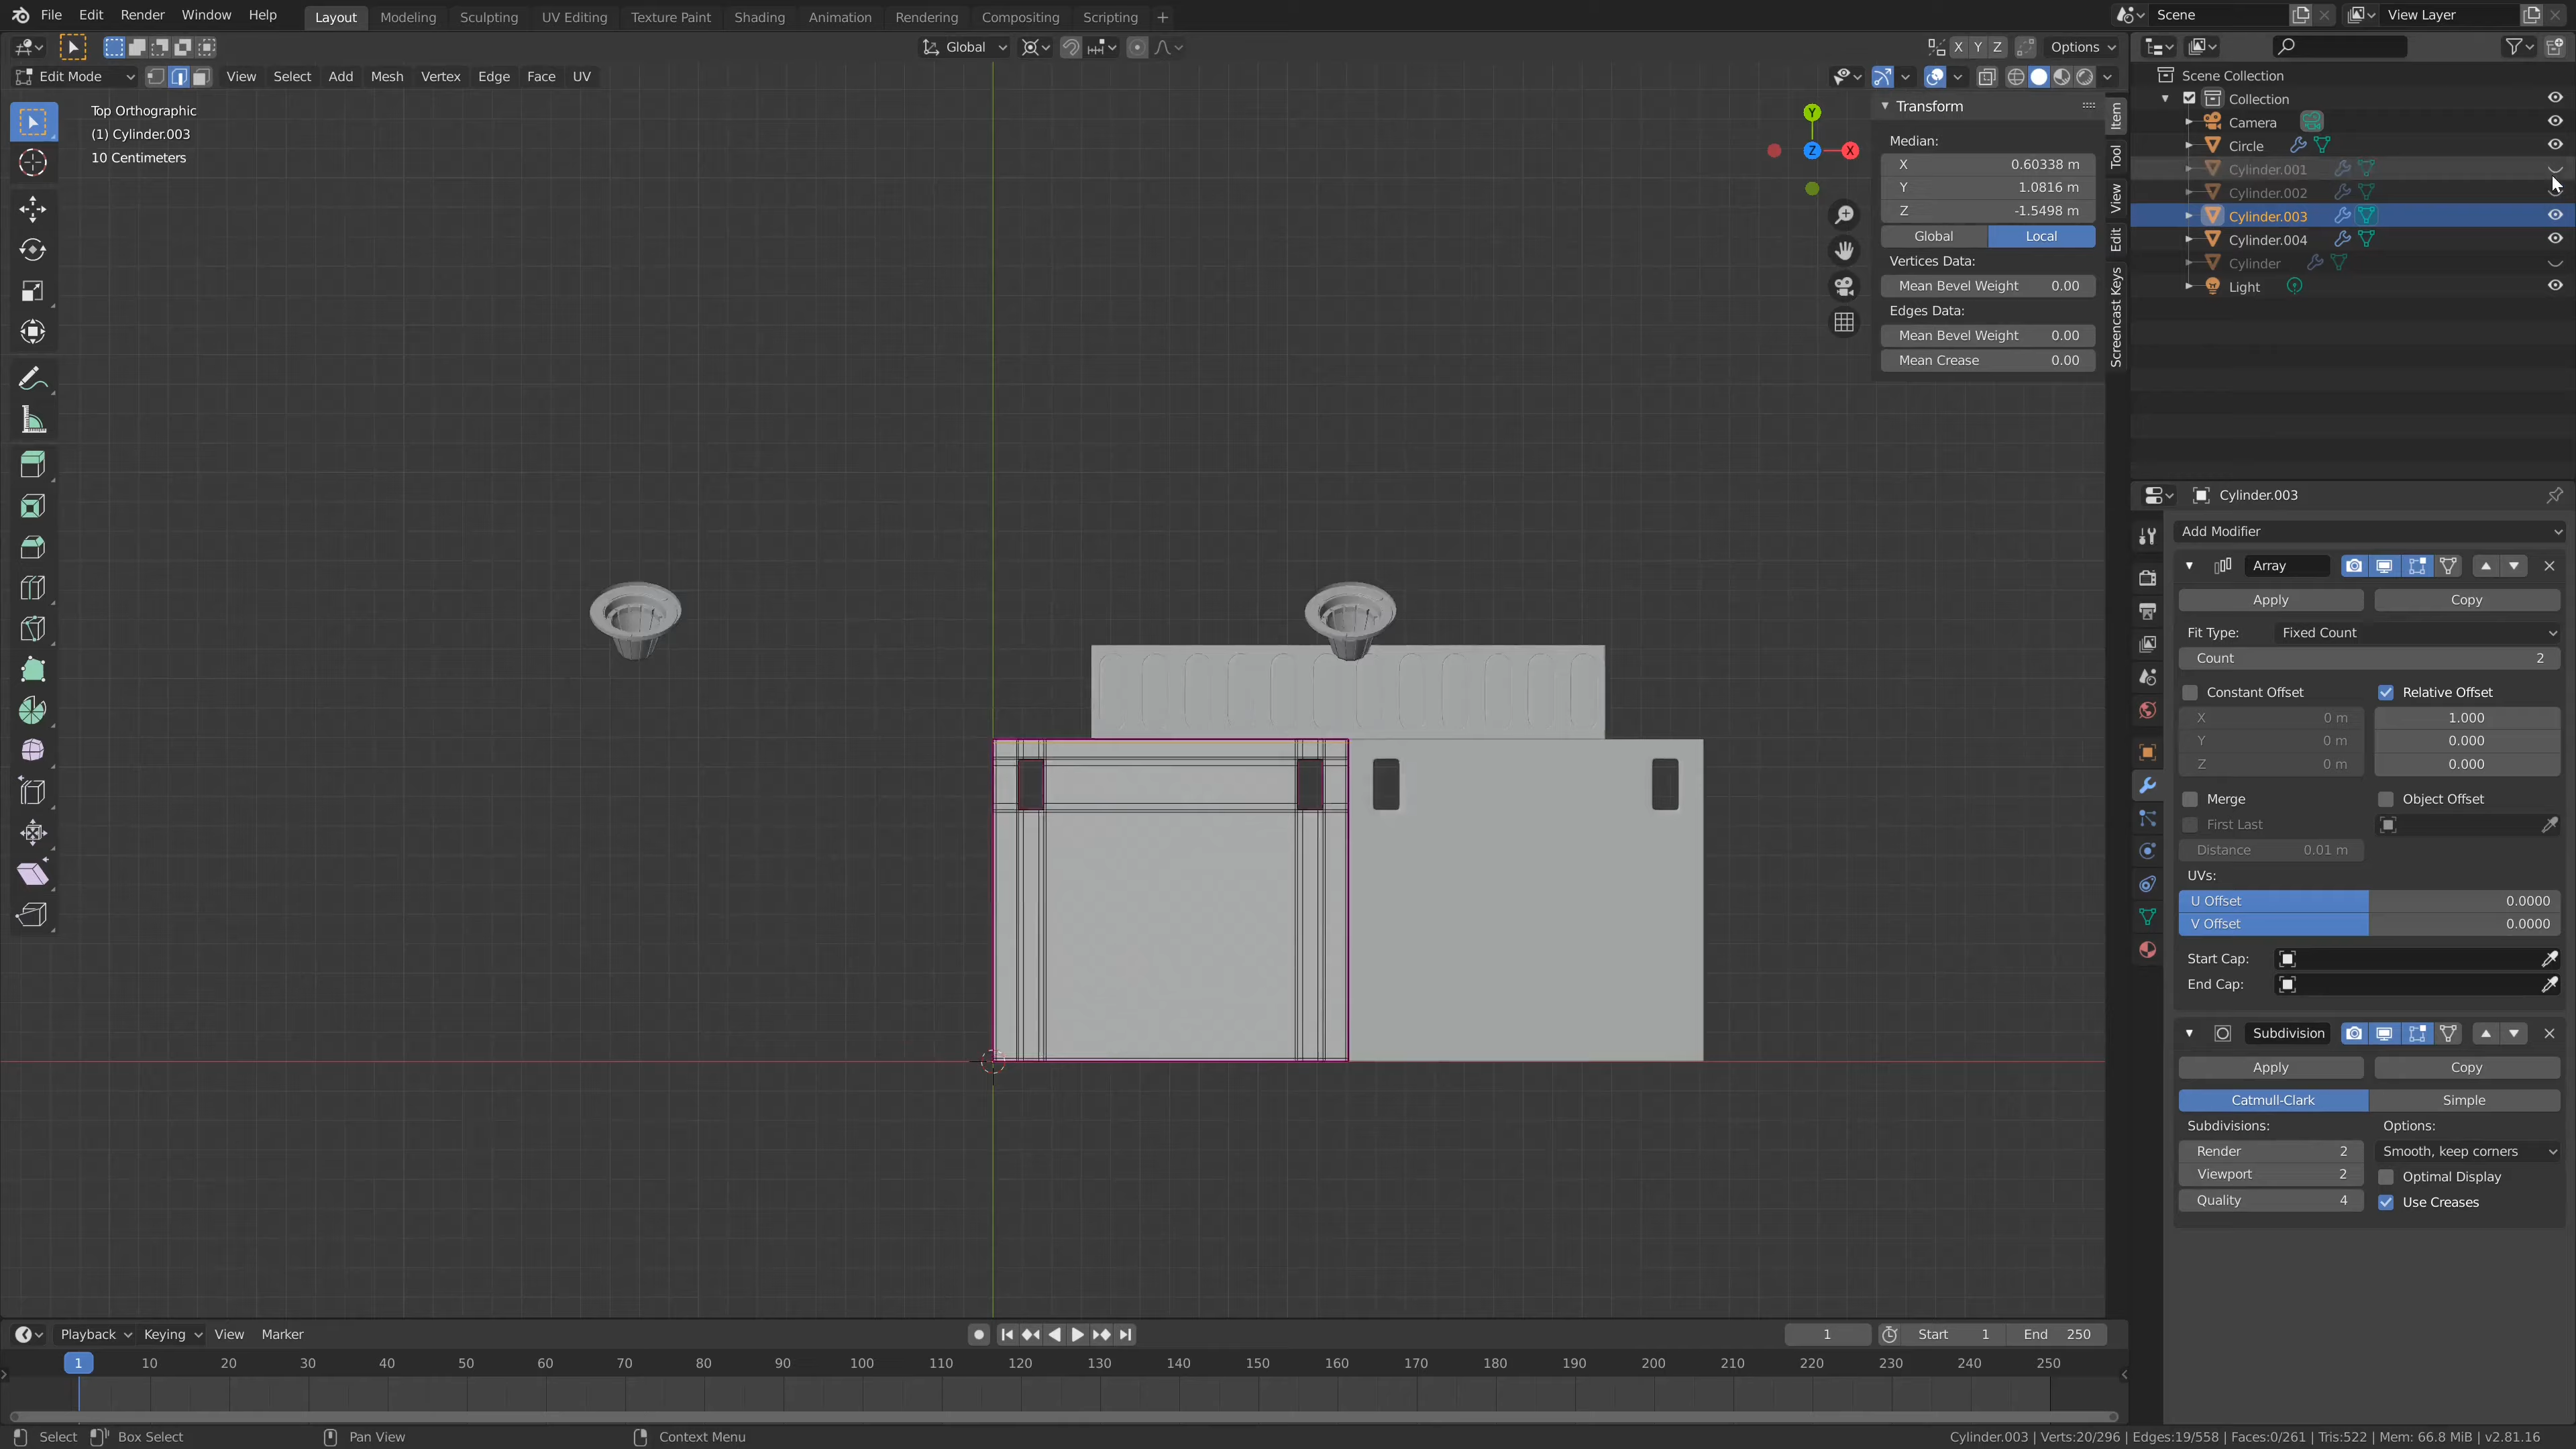 File Edit Render Window Help Layout Modeling Sculpting UV Editing Texture Paint Shading Animation Rendering Compositing Scripting + Scene View Layer
Global X Y Z Options
Edit Mode View Select Add Mesh Vertex Edge Face UV
Top Orthographic
(1) Cylinder.003
10 Centimeters
Y
Z
X
Transform
Median:
X 0.60338 m
Y 1.0816 m
Z -1.5498 m
Global Local
Vertices Data:
Mean Bevel Weight 0.00
Edges Data:
Mean Bevel Weight 0.00
Mean Crease 0.00
Item
Tool
View
Edit
Screencast Keys
Scene Collection
Collection
Camera
Circle
Cylinder.001
Cylinder.002
Cylinder.003
Cylinder.004
Cylinder
Light
Cylinder.003
Add Modifier
Array
Apply Copy
Fit Type: Fixed Count
Count 2
Constant Offset Relative Offset
X 0 m 1.000
Y 0 m 0.000
Z 0 m 0.000
Merge Object Offset
First Last
Distance 0.01 m
UVs:
U Offset 0.0000
V Offset 0.0000
Start Cap:
End Cap:
Subdivision
Apply Copy
Catmull-Clark Simple
Subdivisions: Options:
Render 2 Smooth, keep corners
Viewport 2 Optimal Display
Quality 4 Use Creases
Playback Keying View Marker 1 Start 1 End 250
1 10 20 30 40 50 60 70 80 90 100 110 120 130 140 150 160 170 180 190 200 210 220 230 240 250
Select Box Select Pan View Context Menu Cylinder.003 | Verts:20/296 | Edges:19/558 | Faces:0/261 | Tris:522 | Mem: 66.8 MiB | v2.81.16